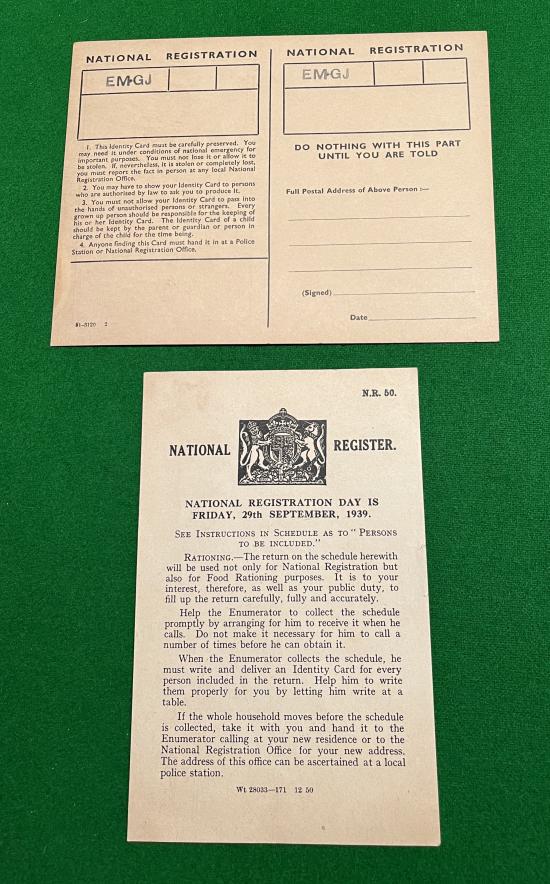 NATIONAL REGISTRATION
EM·GJ
1. This Identity Card must be carefully preserved. You
may need it under conditions of national emergency for
important purposes. You must not lose it or allow it to
be stolen. If, nevertheless, it is stolen or completely lost,
you must report the fact in person at any local National
Registration Office.
2. You may have to show your Identity Card to persons
who are authorised by law to ask you to produce it.
3. You must not allow your Identity Card to pass into
the hands of unauthorised persons or strangers. Every
grown up person should be responsible for the keeping of
his or her Identity Card. The Identity Card of a child
should be kept by the parent or guardian or person in
charge of the child for the time being.
4. Anyone finding this Card must hand it in at a Police
Station or National Registration Office.
51-5120 2
NATIONAL REGISTRATION
EM·GJ
DO NOTHING WITH THIS PART
UNTIL YOU ARE TOLD
Full Postal Address of Above Person :—
(Signed)
Date
N.R. 50.
NATIONAL REGISTER.
NATIONAL REGISTRATION DAY IS
FRIDAY, 29th SEPTEMBER, 1939.
SEE INSTRUCTIONS IN SCHEDULE AS TO "PERSONS
TO BE INCLUDED."
RATIONING.—The return on the schedule herewith
will be used not only for National Registration but
also for Food Rationing purposes. It is to your
interest, therefore, as well as your public duty, to
fill up the return carefully, fully and accurately.
Help the Enumerator to collect the schedule
promptly by arranging for him to receive it when he
calls. Do not make it necessary for him to call a
number of times before he can obtain it.
When the Enumerator collects the schedule, he
must write and deliver an Identity Card for every
person included in the return. Help him to write
them properly for you by letting him write at a
table.
If the whole household moves before the schedule
is collected, take it with you and hand it to the
Enumerator calling at your new residence or to the
National Registration Office for your new address.
The address of this office can be ascertained at a local
police station.
Wt 28033—171 12 50